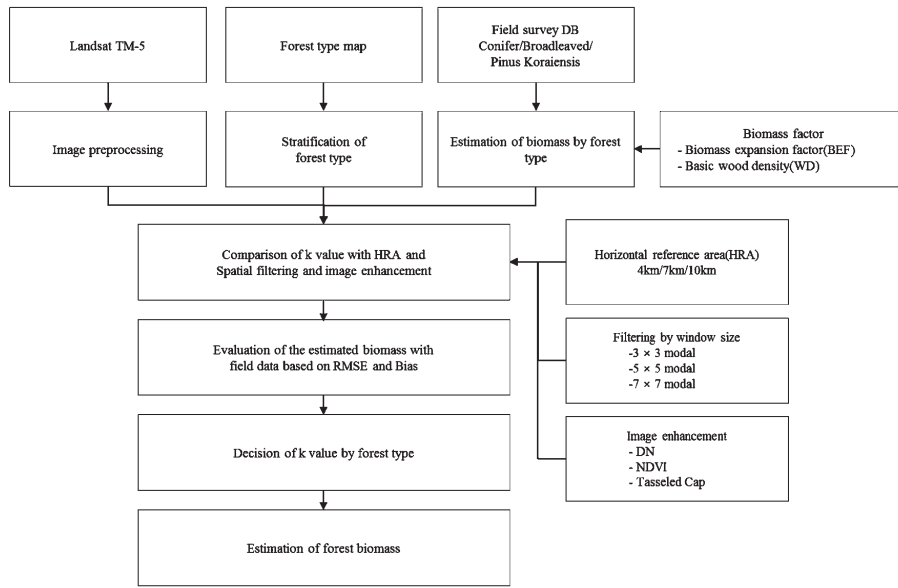 Landsat TM-5
Forest type map
Field survey DB
Conifer/Broadleaved/
Pinus Koraiensis
Image preprocessing
Stratification of
forest type
Estimation of biomass by forest
type
Biomass factor
- Biomass expansion factor(BEF)
- Basic wood density(WD)
Comparison of k value with HRA and
Spatial filtering and image enhancement
Horizontal reference area(HRA)
4km/7km/10km
Evaluation of the estimated biomass with
field data based on RMSE and Bias
Filtering by window size
-3 × 3 modal
-5 × 5 modal
-7 × 7 modal
Decision of k value by forest type
Image enhancement
- DN
- NDVI
- Tasseled Cap
Estimation of forest biomass